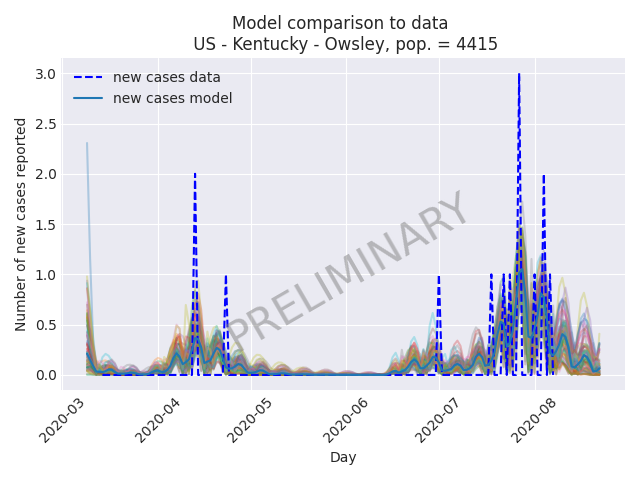 Model comparison to data
US - Kentucky - Owsley, pop. = 4415
new cases data
new cases model
PRELIMINARY
Number of new cases reported
3.0
2.5
2.0
1.5
1.0
0.5
0.0
2020-03
2020-04
2020-05
2020-06
2020-07
2020-08
Day